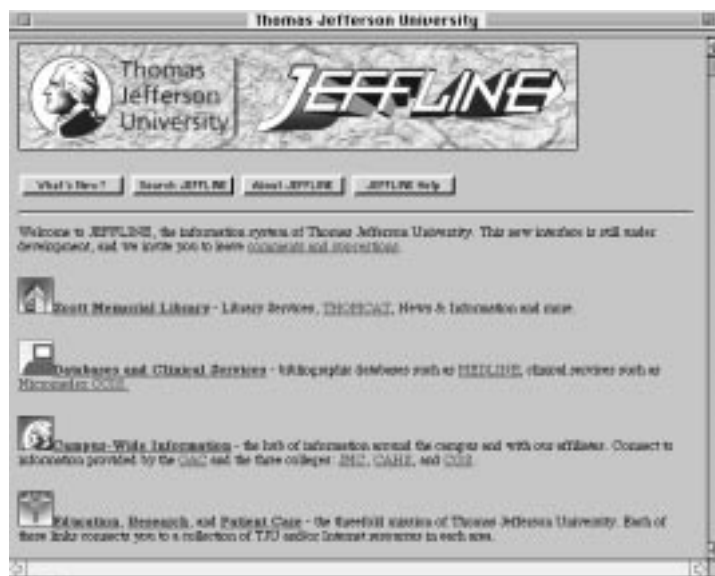 Thomas Jefferson University
Thomas
Jefferson
University
JEFFLINE
What's New?
Search JEFFLINE
About JEFFLINE
JEFFLINE Help
Welcome to JEFFLINE, the information system of Thomas Jefferson University. This new interface is still under
development, and we invite you to leave comments and suggestions.
Scott Memorial Library - Library Services, THOMCAT, News & Information and more.
Databases and Clinical Services - bibliographic databases such as MEDLINE, clinical services such as
Micromedex CCIS.
Campus-Wide Information - the hub of information around the campus and with our affiliates. Connect to
information provided by the OAC and the three colleges: JMC, CAHS, and CGS.
Education, Research, and Patient Care - the threefold mission of Thomas Jefferson University. Each of
these links connects you to a collection of TJU and/or Internet resources in each area.